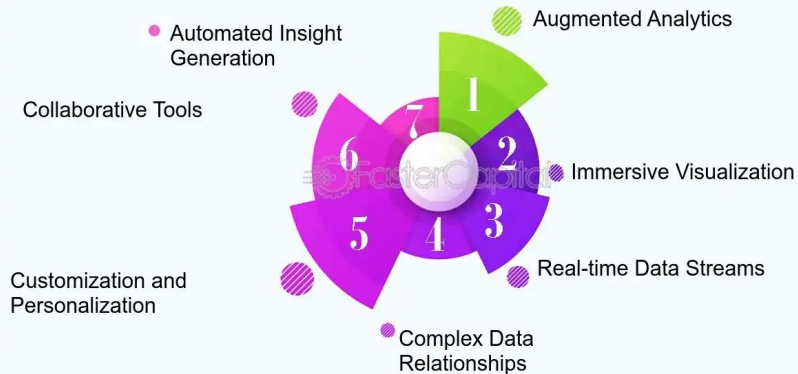 Augmented Analytics
Automated Insight
Generation
Collaborative Tools
1
7
2
6
FasterCapital
Immersive Visualization
3
5
4
Real-time Data Streams
Customization and
Personalization
Complex Data
Relationships